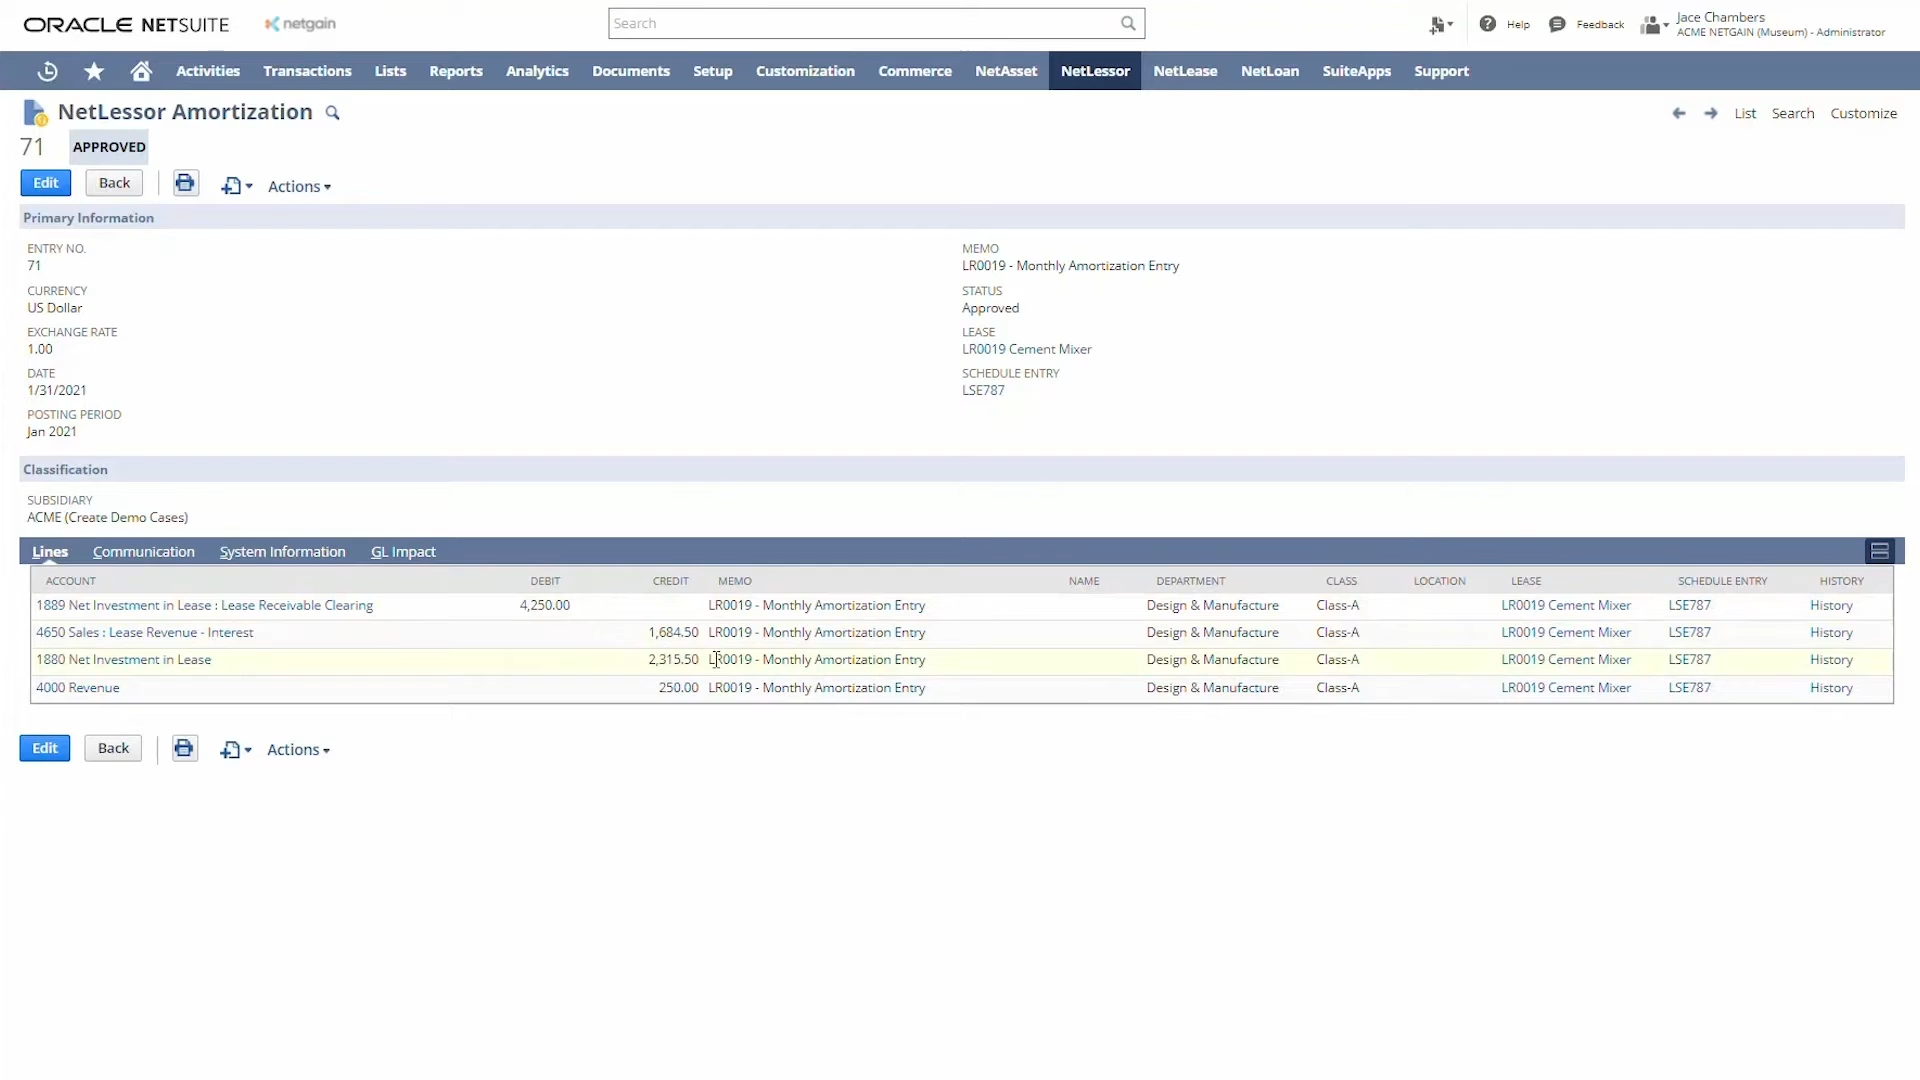 ORACLE NETSUITE netgain Search Help Feedback Jace Chambers
ACME NETGAIN (Museum) - Administrator
Activities Transactions Lists Reports Analytics Documents Setup Customization Commerce NetAsset NetLessor NetLease NetLoan SuiteApps Support
NetLessor Amortization List Search Customize
71 APPROVED
Edit Back Actions
Primary Information
ENTRY NO.
71
CURRENCY
US Dollar
EXCHANGE RATE
1.00
DATE
1/31/2021
POSTING PERIOD
Jan 2021
MEMO
LR0019 - Monthly Amortization Entry
STATUS
Approved
LEASE
LR0019 Cement Mixer
SCHEDULE ENTRY
LSE787
Classification
SUBSIDIARY
ACME (Create Demo Cases)
Lines Communication System Information GL Impact
ACCOUNT DEBIT CREDIT MEMO NAME DEPARTMENT CLASS LOCATION LEASE SCHEDULE ENTRY HISTORY
1889 Net Investment in Lease : Lease Receivable Clearing 4,250.00 LR0019 - Monthly Amortization Entry Design & Manufacture Class-A LR0019 Cement Mixer LSE787 History
4650 Sales : Lease Revenue - Interest 1,684.50 LR0019 - Monthly Amortization Entry Design & Manufacture Class-A LR0019 Cement Mixer LSE787 History
1880 Net Investment in Lease 2,315.50 LR0019 - Monthly Amortization Entry Design & Manufacture Class-A LR0019 Cement Mixer LSE787 History
4000 Revenue 250.00 LR0019 - Monthly Amortization Entry Design & Manufacture Class-A LR0019 Cement Mixer LSE787 History
Edit Back Actions